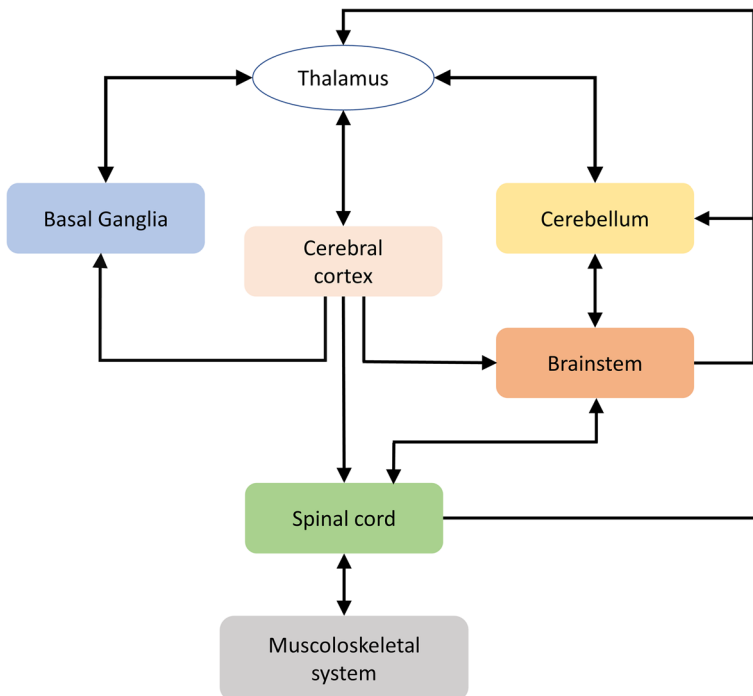 Thalamus
Basal Ganglia
Cerebellum
Cerebral
cortex
Brainstem
Spinal cord
Muscoloskeletal
system